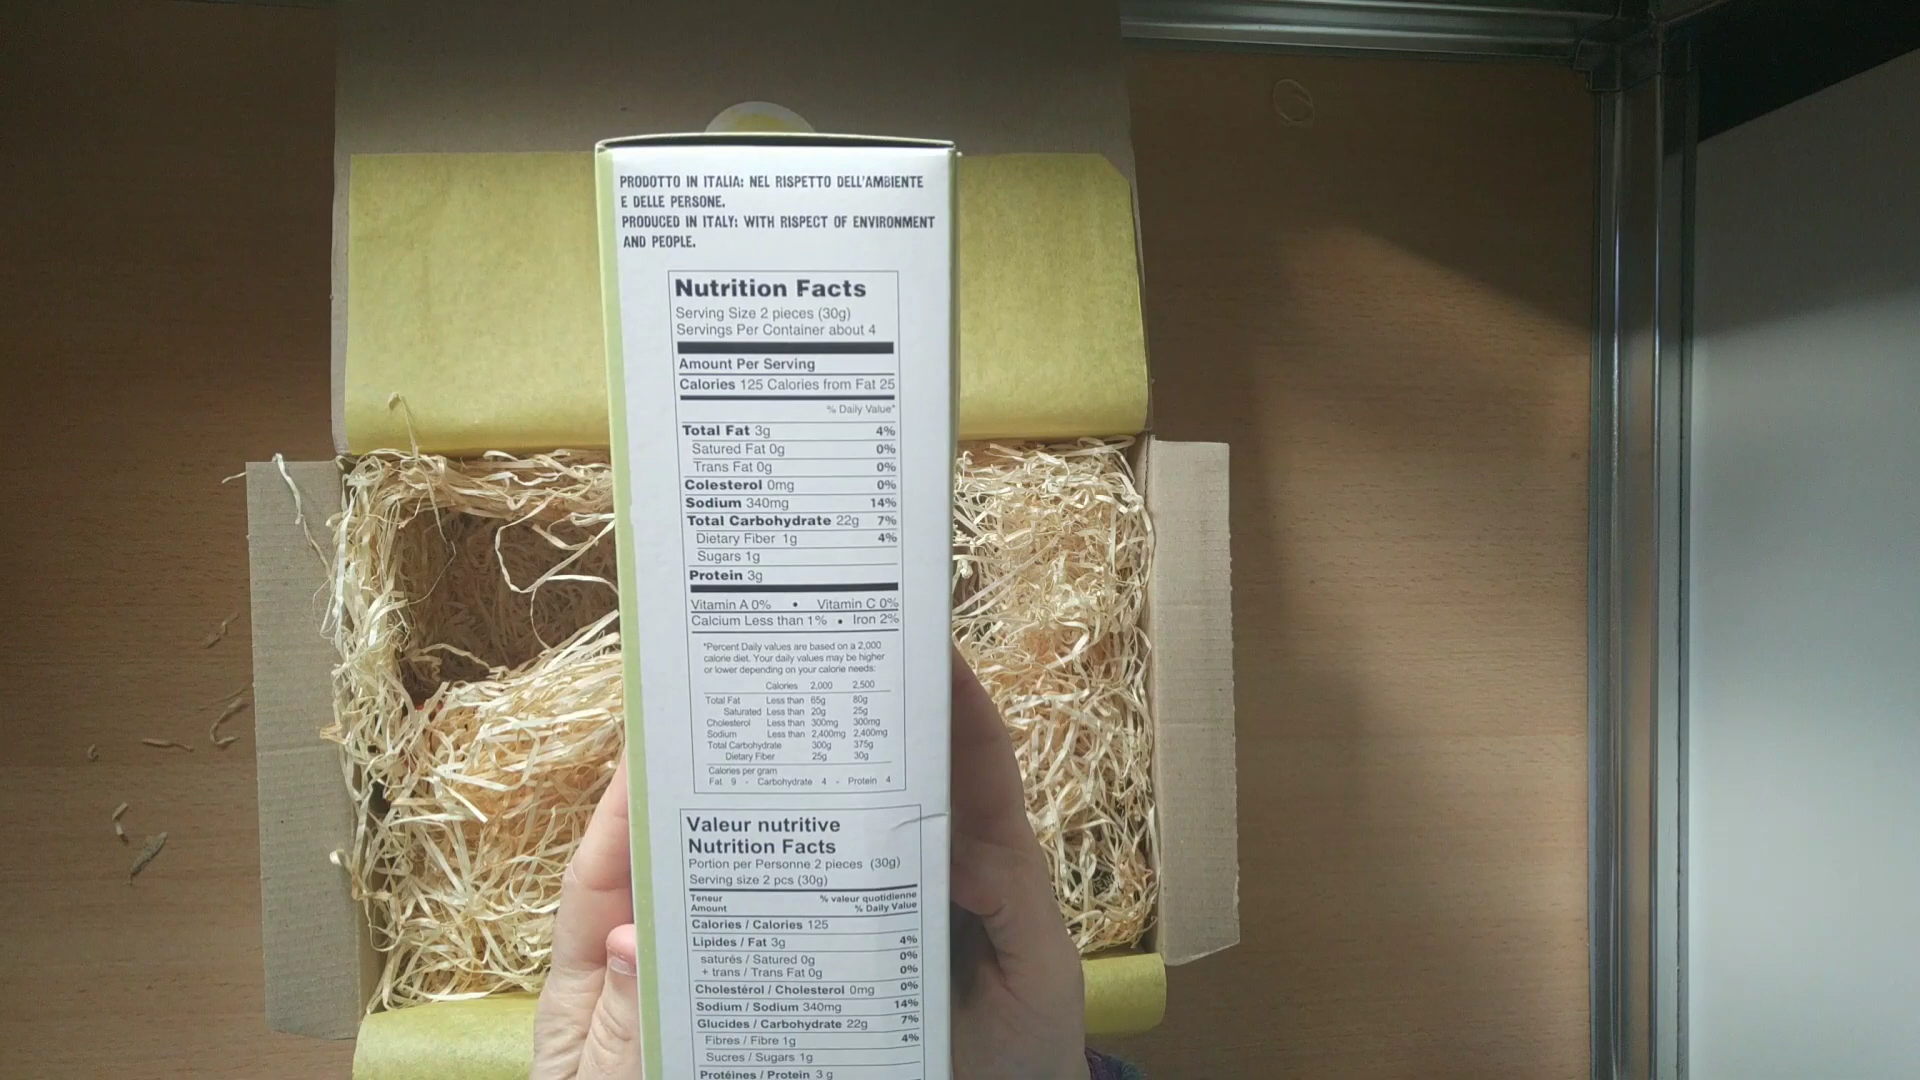 PRODOTTO IN ITALIA: NEL RISPETTO DELL'AMBIENTE
E DELLE PERSONE.
PRODUCED IN ITALY: WITH RISPECT OF ENVIRONMENT
AND PEOPLE.
Nutrition Facts
Serving Size 2 pieces (30g)
Servings Per Container about 4
Amount Per Serving
Calories 125 Calories from Fat 25
% Daily Value*
Total Fat 3g 4%
Satured Fat 0g 0%
Trans Fat 0g 0%
Colesterol 0mg 0%
Sodium 340mg 14%
Total Carbohydrate 22g 7%
Dietary Fiber 1g 4%
Sugars 1g
Protein 3g
Vitamin A 0% • Vitamin C 0%
Calcium Less than 1% • Iron 2%
*Percent Daily values are based on a 2,000
calorie diet. Your daily values may be higher
or lower depending on your calorie needs:
Calories 2,000 2,500
Total Fat Less than 65g 80g
Saturated Less than 20g 25g
Cholesterol Less than 300mg 300mg
Sodium Less than 2,400mg 2,400mg
Total Carbohydrate 300g 375g
Dietary Fiber 25g 30g
Calories per gram
Fat 9 - Carbohydrate 4 - Protein 4
Valeur nutritive
Nutrition Facts
Portion per Personne 2 pieces (30g)
Serving size 2 pcs (30g)
Teneur % valeur quotidienne
Amount % Daily Value
Calories / Calories 125
Lipides / Fat 3g 4%
saturés / Satured 0g 0%
+ trans / Trans Fat 0g 0%
Cholestérol / Cholesterol 0mg 0%
Sodium / Sodium 340mg 14%
Glucides / Carbohydrate 22g 7%
Fibres / Fibre 1g 4%
Sucres / Sugars 1g
Protéines / Protein 3 g